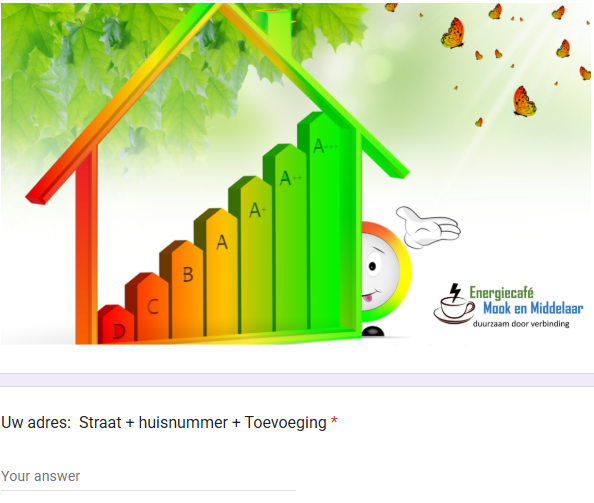 A+++
A++
A+
A
B
C
D
Energiecafé
Mook en Middelaar
duurzaam door verbinding
Uw adres: Straat + huisnummer + Toevoeging *
Your answer